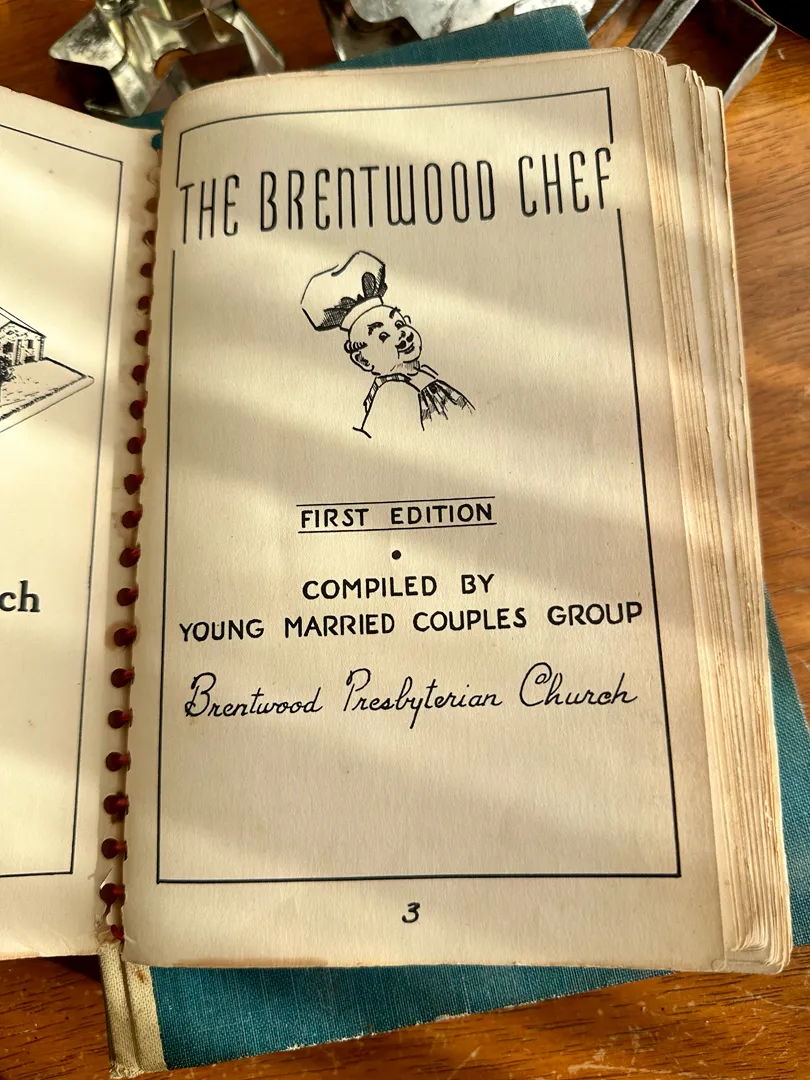 ch
THE BRENTWOOD CHEF
FIRST EDITION
COMPILED BY
YOUNG MARRIED COUPLES GROUP
Brentwood Presbyterian Church
3